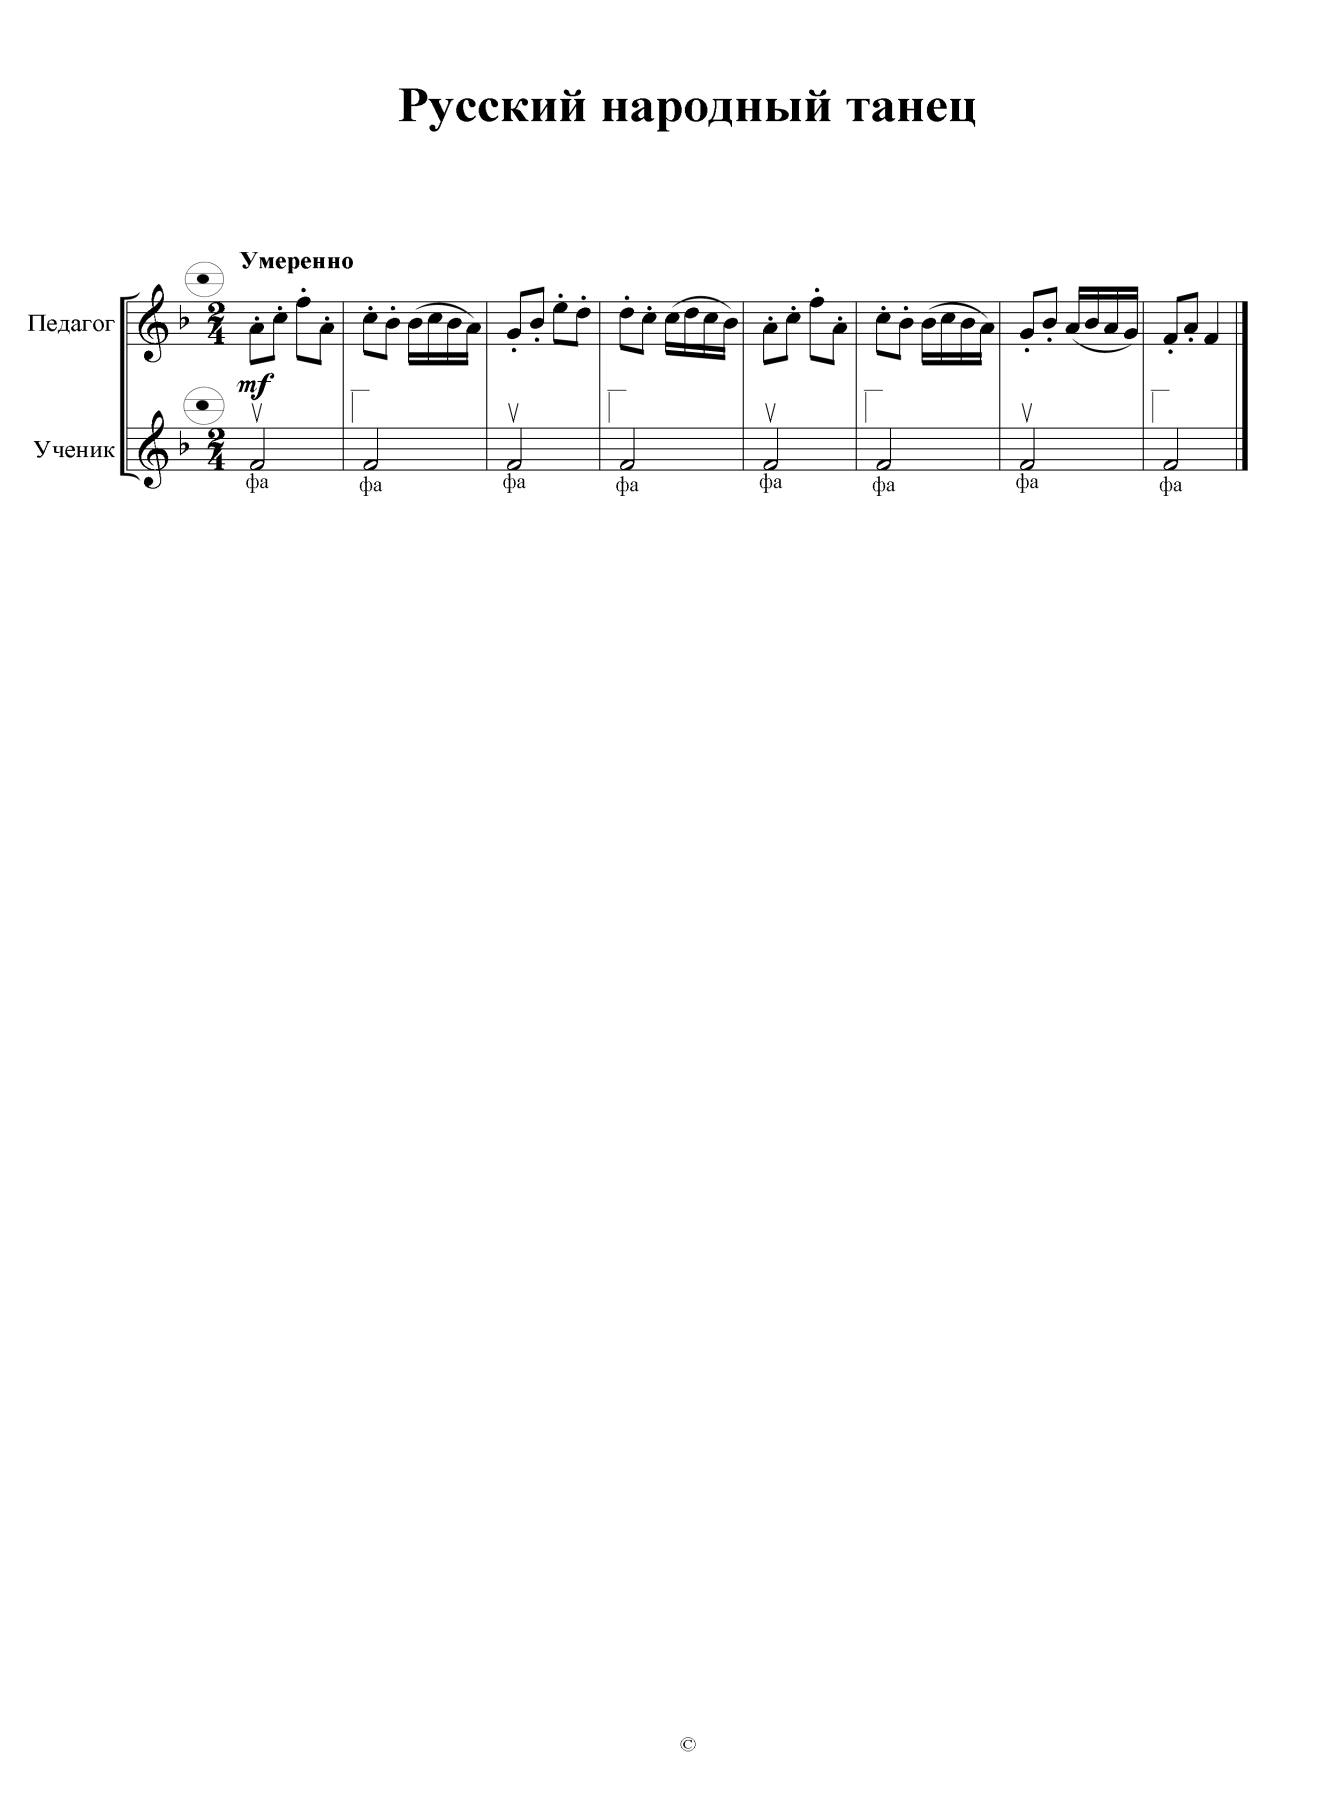 Русский народный танец
Умеренно
Педагог
mf
Ученик
фа фа фа фа фа фа фа фа
©